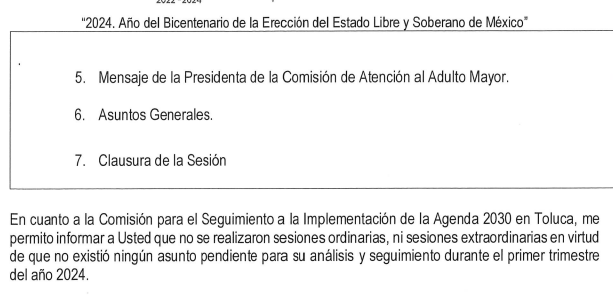 2022 - 2024
"2024. Año del Bicentenario de la Erección del Estado Libre y Soberano de México"
5. Mensaje de la Presidenta de la Comisión de Atención al Adulto Mayor.
6. Asuntos Generales.
7. Clausura de la Sesión
En cuanto a la Comisión para el Seguimiento a la Implementación de la Agenda 2030 en Toluca, me
permito informar a Usted que no se realizaron sesiones ordinarias, ni sesiones extraordinarias en virtud
de que no existió ningún asunto pendiente para su análisis y seguimiento durante el primer trimestre
del año 2024.